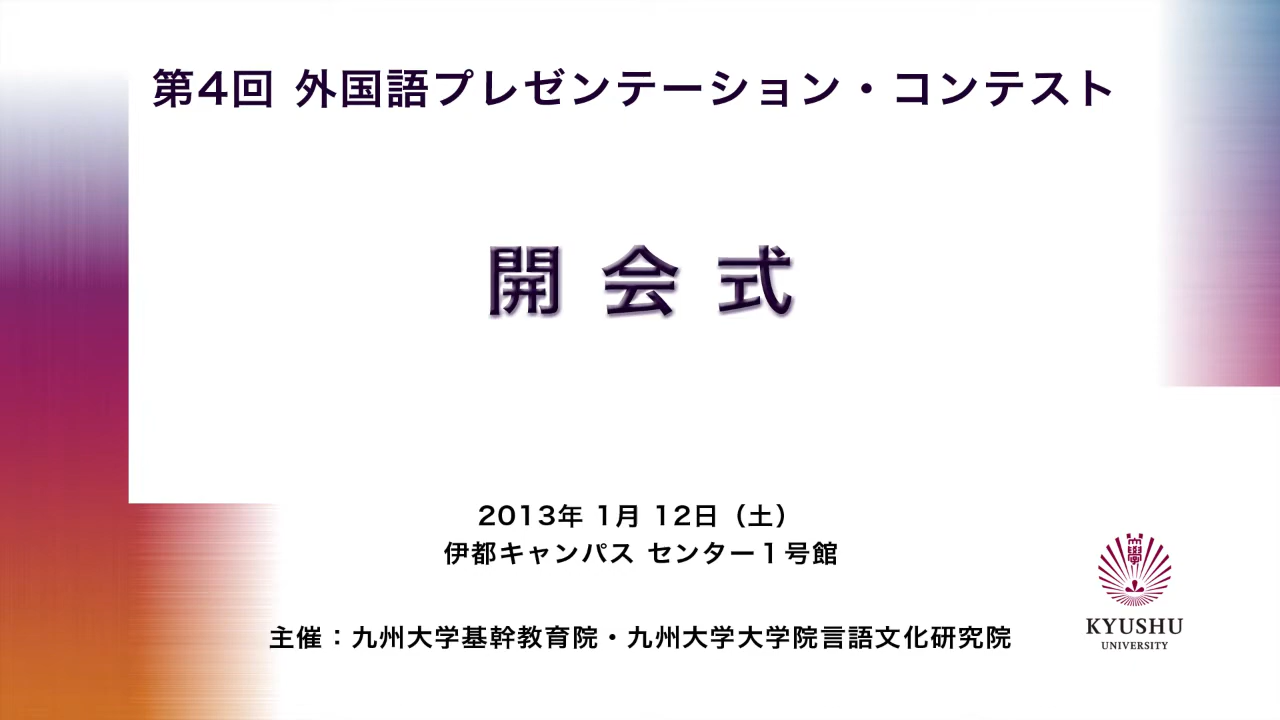 第4回 外国語プレゼンテーション・コンテスト
開会式
2013年 1月 12日（土）
伊都キャンパス センター１号館
主催：九州大学基幹教育院・九州大学大学院言語文化研究院
KYUSHU
UNIVERSITY